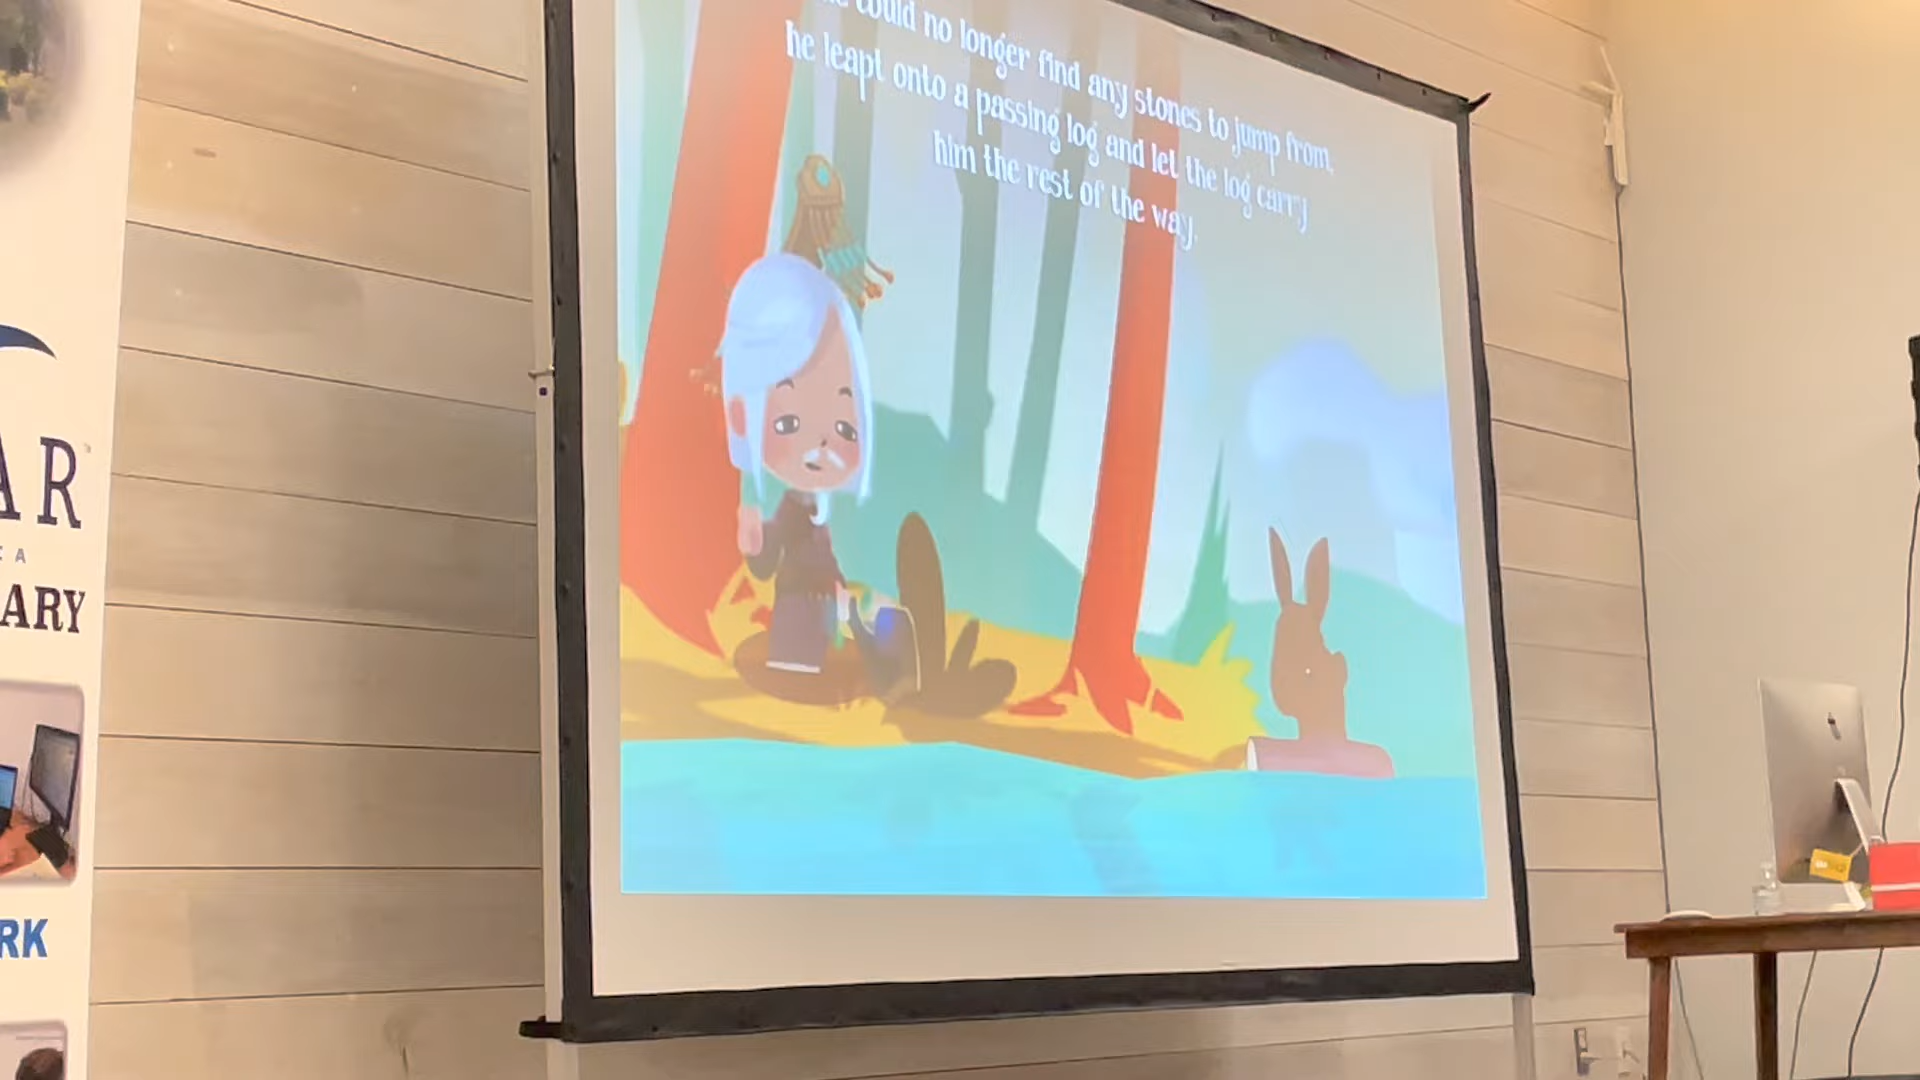 could no longer find any stones to jump from,
he leapt onto a passing log and let the log carry
him the rest of the way.
AR
CA
ARY
RK